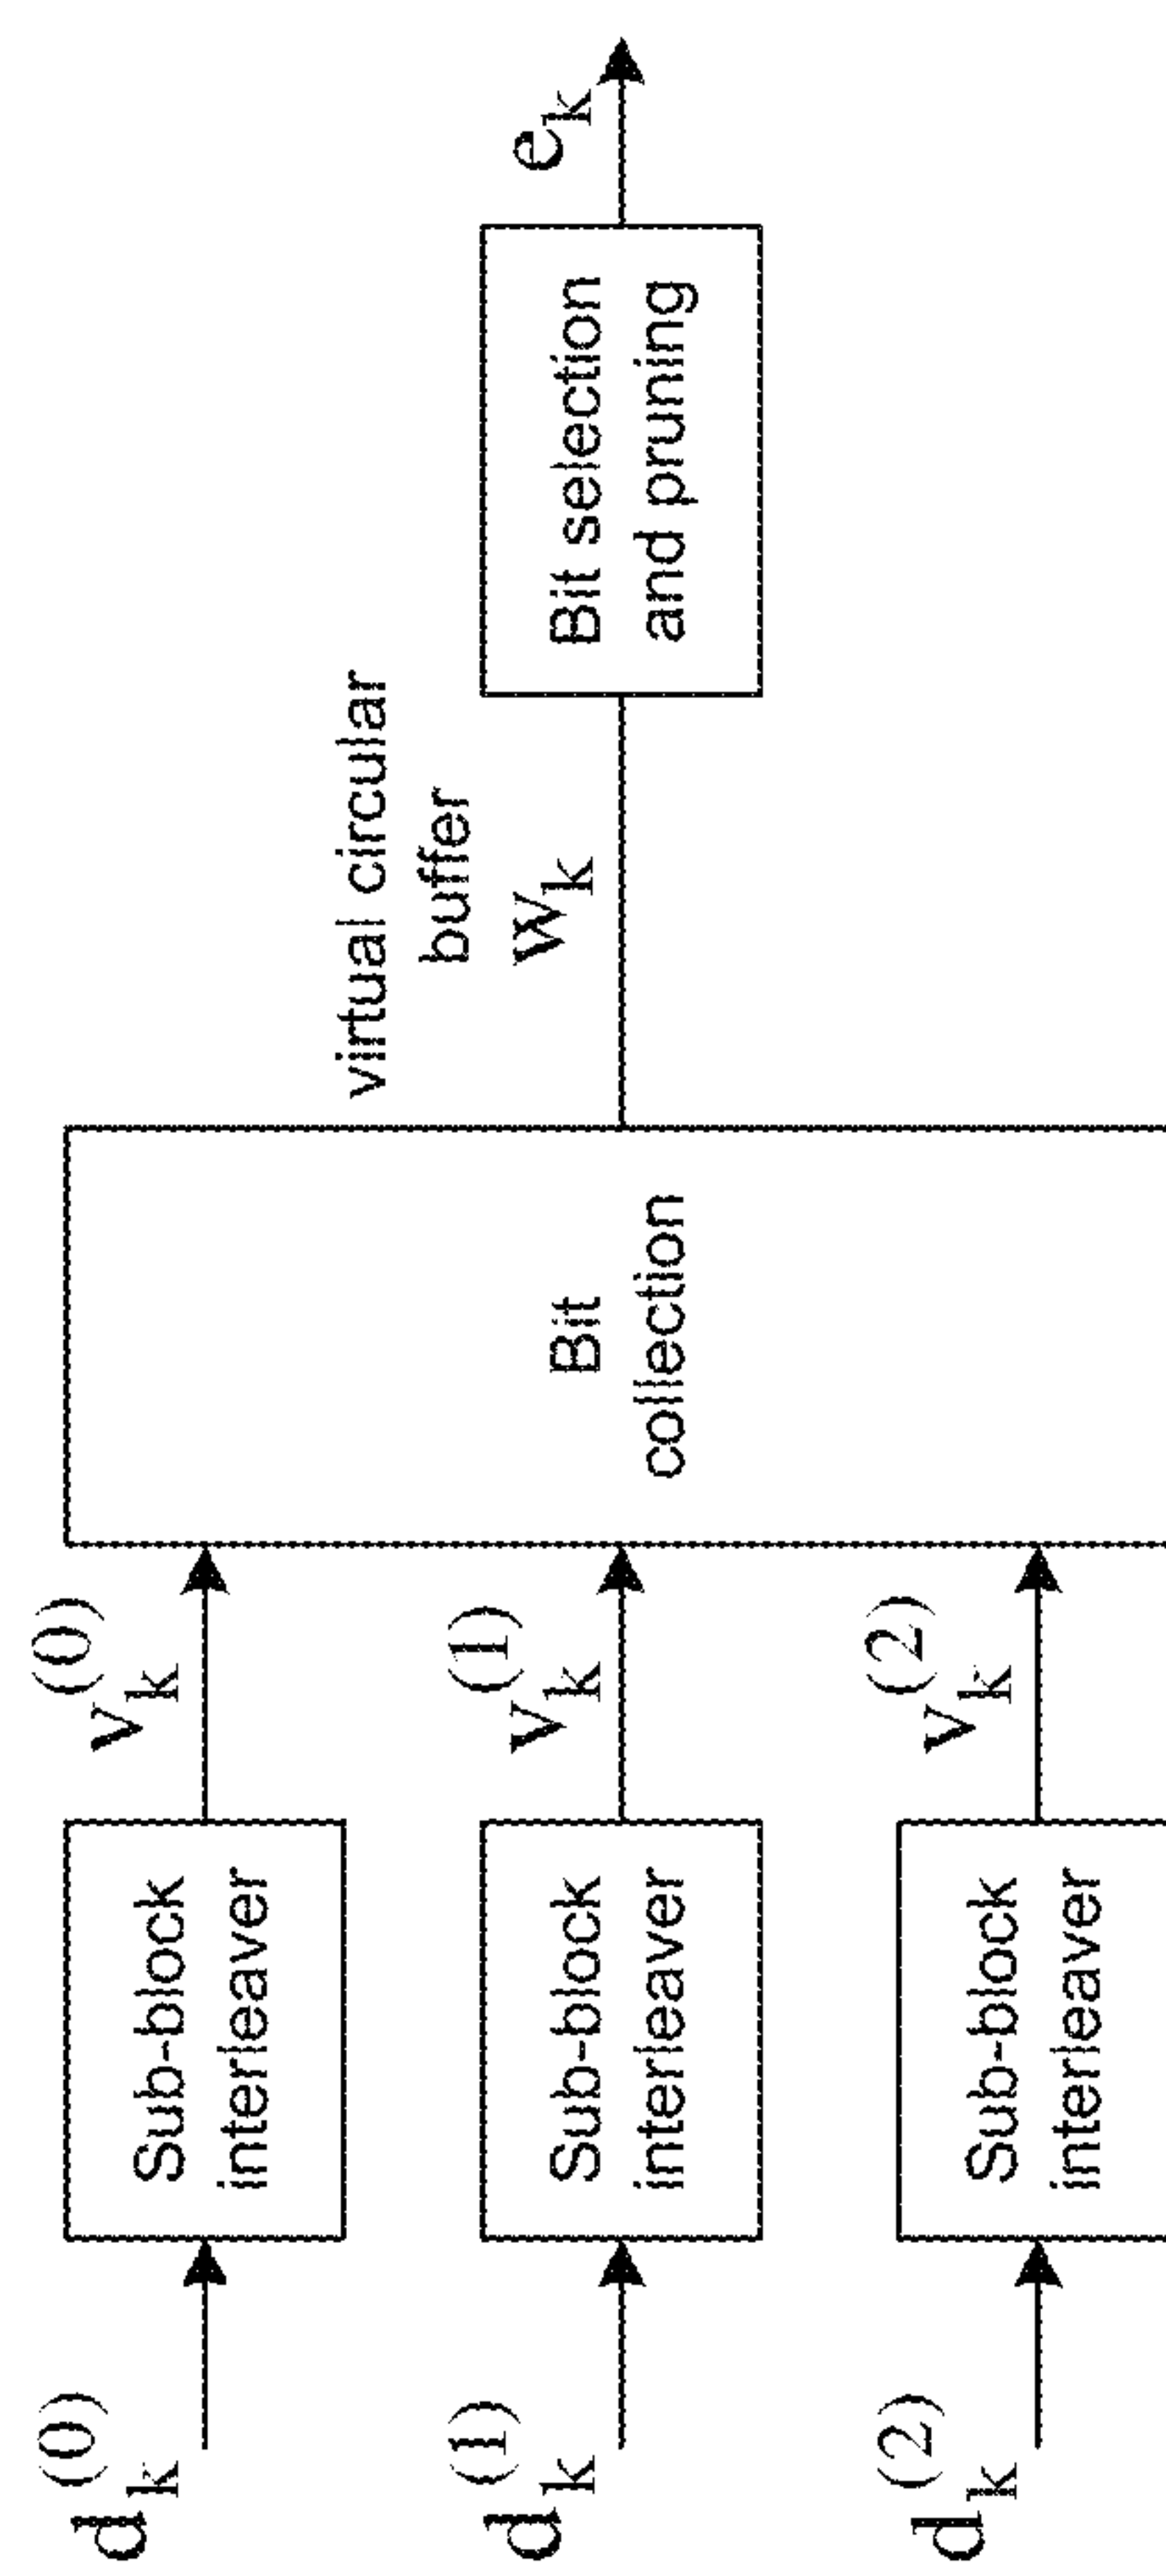 d_k^(0)
Sub-block
interleaver
v_k^(0)
d_k^(1)
Sub-block
interleaver
v_k^(1)
d_k^(2)
Sub-block
interleaver
v_k^(2)
Bit
collection
virtual circular
buffer
w_k
Bit selection
and pruning
e_k